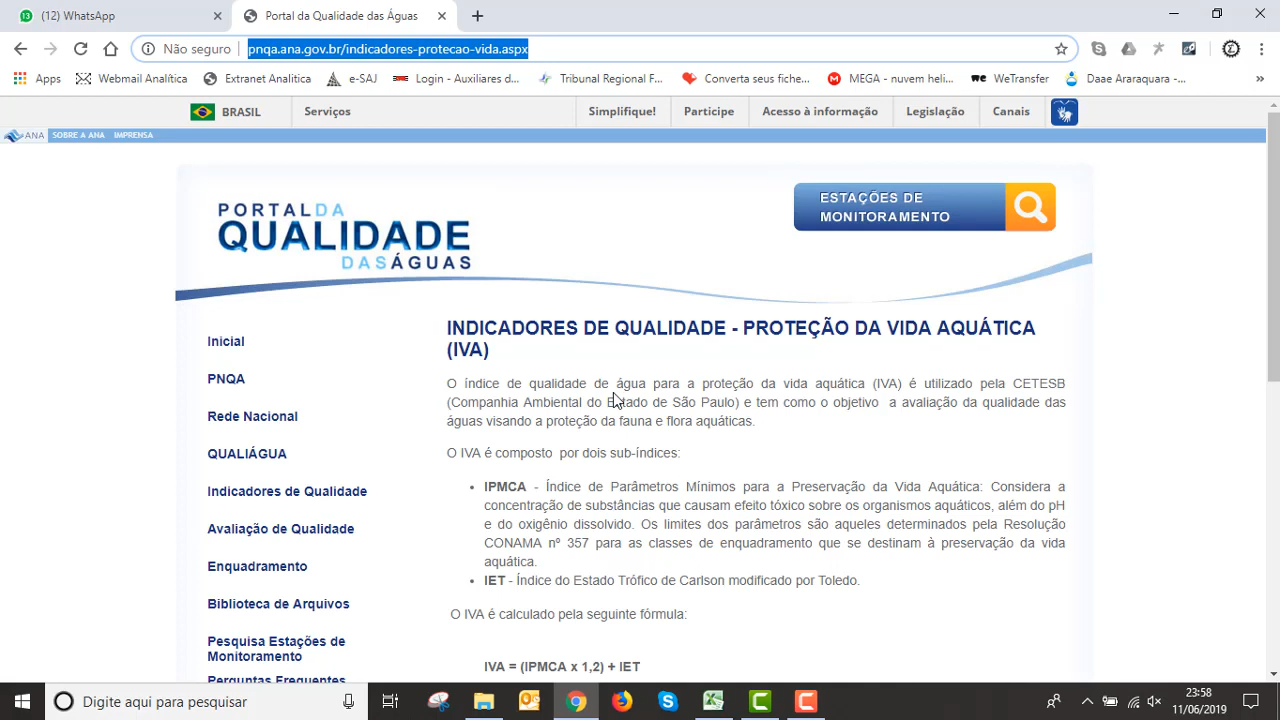 (12) WhatsApp
Portal da Qualidade das Águas
Não seguro
pnqa.ana.gov.br/indicadores-protecao-vida.aspx
Apps
Webmail Analítica
Extranet Analitica
e-SAJ
Login - Auxiliares d...
Tribunal Regional F...
Converta seus fiche...
MEGA - nuvem heli...
WeTransfer
Daae Araraquara -...
BRASIL
Serviços
Simplifique!
Participe
Acesso à informação
Legislação
Canais
ANA
SOBRE A ANA
IMPRENSA
PORTAL DA
QUALIDADE
DAS ÁGUAS
ESTAÇÕES DE
MONITORAMENTO
Inicial
PNQA
Rede Nacional
QUALIÁGUA
Indicadores de Qualidade
Avaliação de Qualidade
Enquadramento
Biblioteca de Arquivos
Pesquisa Estações de
Monitoramento
Perguntas Frequentes
INDICADORES DE QUALIDADE - PROTEÇÃO DA VIDA AQUÁTICA
(IVA)
O índice de qualidade de água para a proteção da vida aquática (IVA) é utilizado pela CETESB
(Companhia Ambiental do Estado de São Paulo) e tem como o objetivo a avaliação da qualidade das
águas visando a proteção da fauna e flora aquáticas.
O IVA é composto por dois sub-índices:
• IPMCA - Índice de Parâmetros Mínimos para a Preservação da Vida Aquática: Considera a
concentração de substâncias que causam efeito tóxico sobre os organismos aquáticos, além do pH
e do oxigênio dissolvido. Os limites dos parâmetros são aqueles determinados pela Resolução
CONAMA nº 357 para as classes de enquadramento que se destinam à preservação da vida
aquática.
• IET - Índice do Estado Trófico de Carlson modificado por Toledo.
O IVA é calculado pela seguinte fórmula:
IVA = (IPMCA x 1,2) + IET
Digite aqui para pesquisar
23:58
11/06/2019